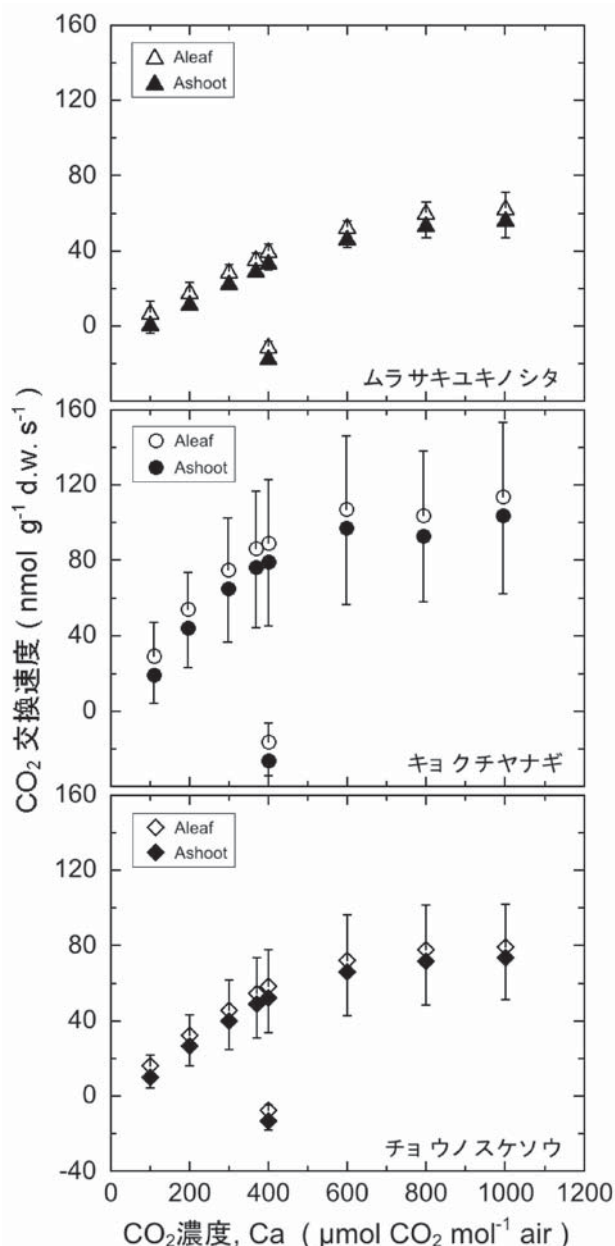 160
120
80
40
0
Aleaf
Ashoot
ムラサキユキノシタ
160
120
80
40
0
Aleaf
Ashoot
キョクチヤナギ
160
120
80
40
0
-40
Aleaf
Ashoot
チョウノスケソウ
CO₂ 交換速度 ( nmol g⁻¹ d.w. s⁻¹ )
0 200 400 600 800 1000 1200
CO₂濃度, Ca ( μmol CO₂ mol⁻¹ air )